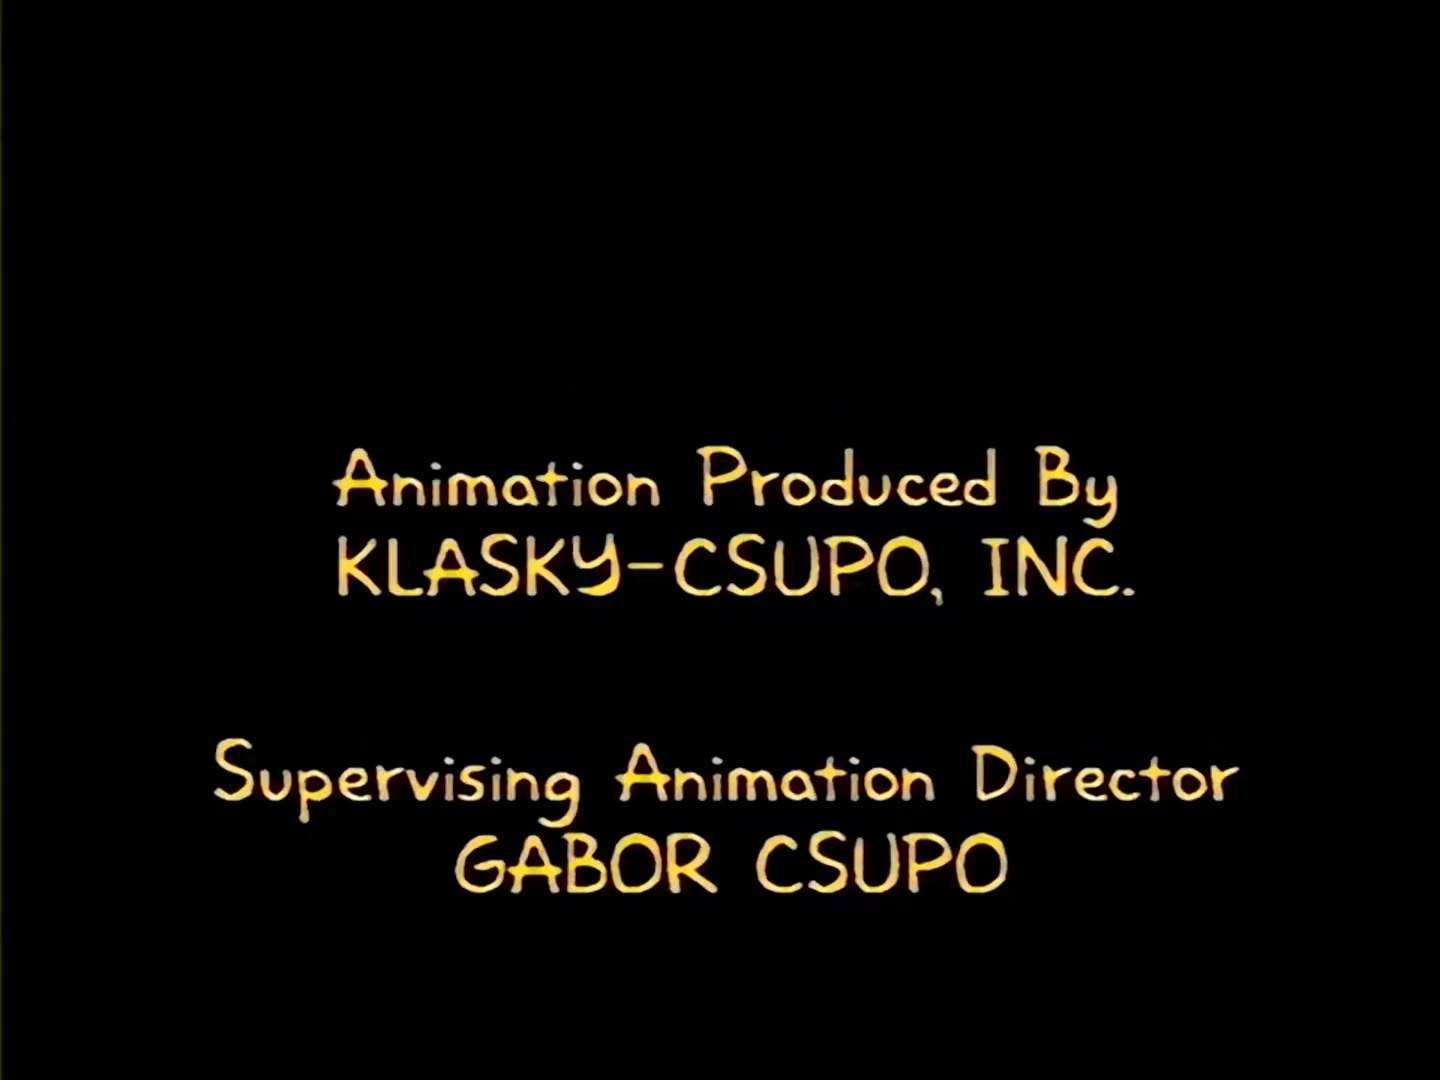 Animation Produced By
KLASKY-CSUPO, INC.
Supervising Animation Director
GABOR CSUPO